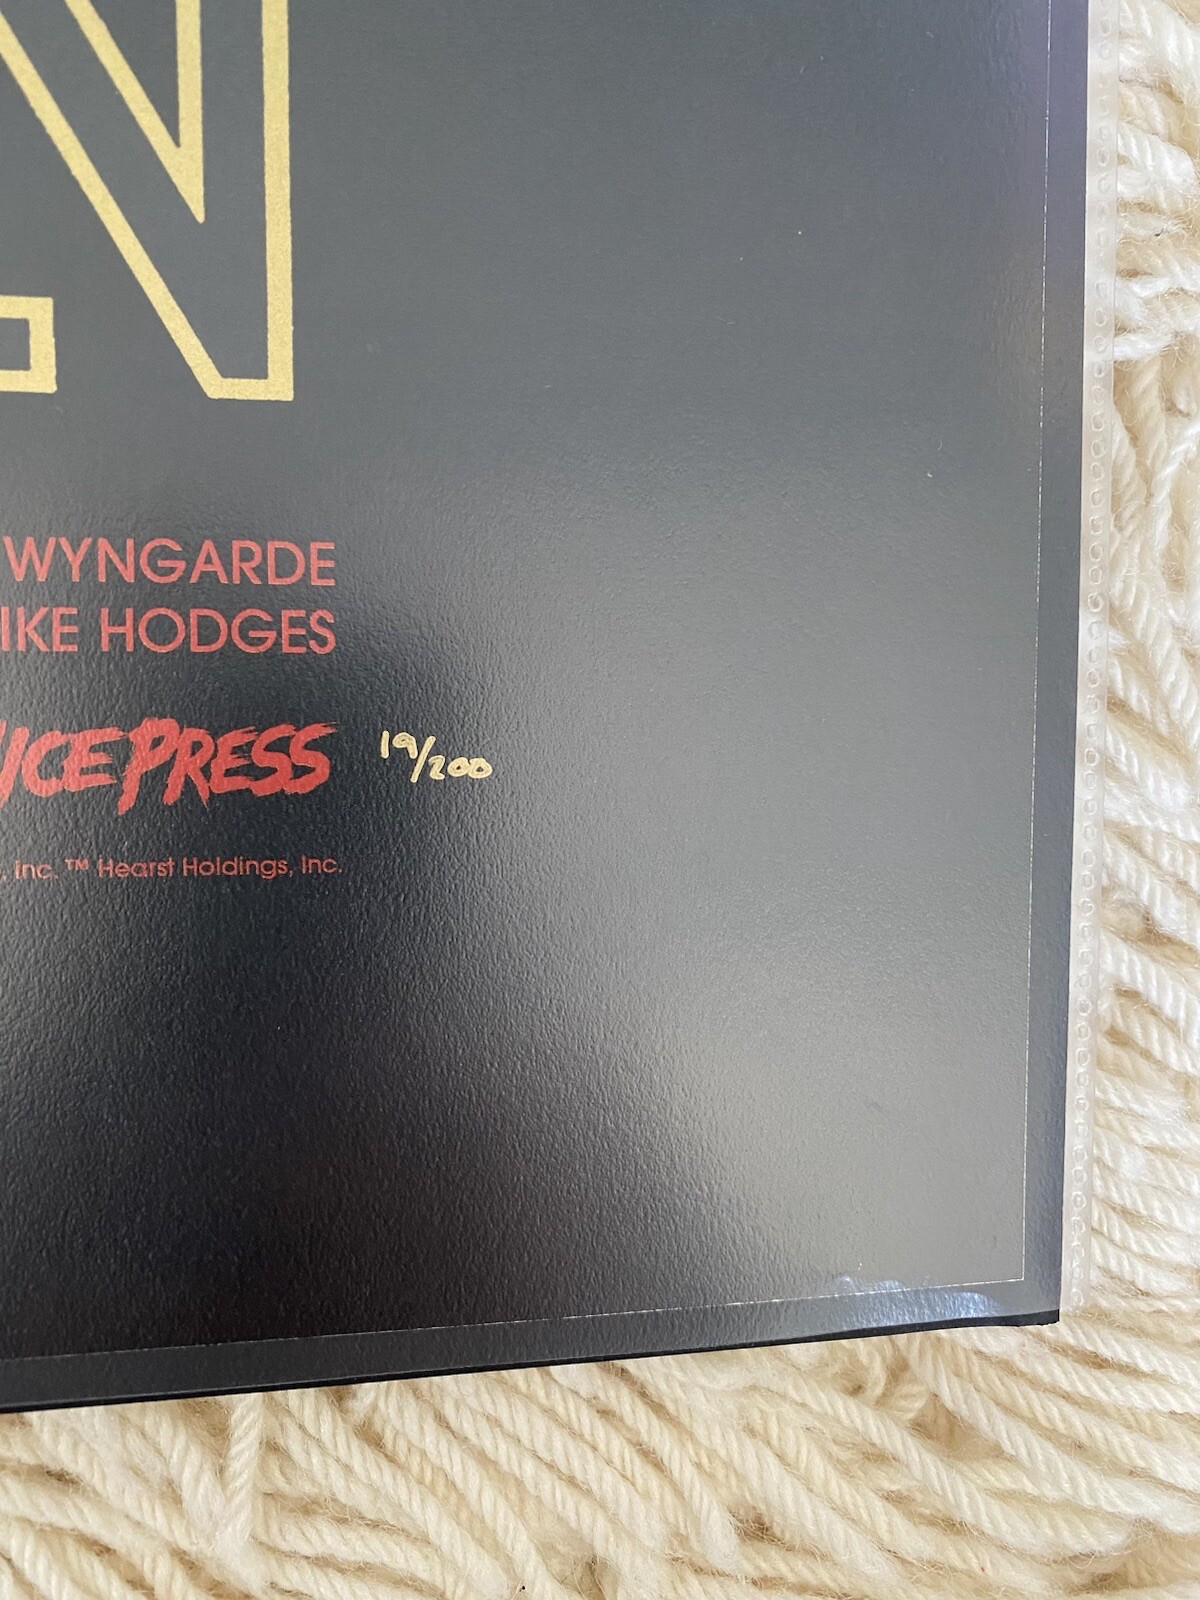 N
WYNGARDE
IKE HODGES
ICE PRESS 19/200
, Inc. ™ Hearst Holdings, Inc.